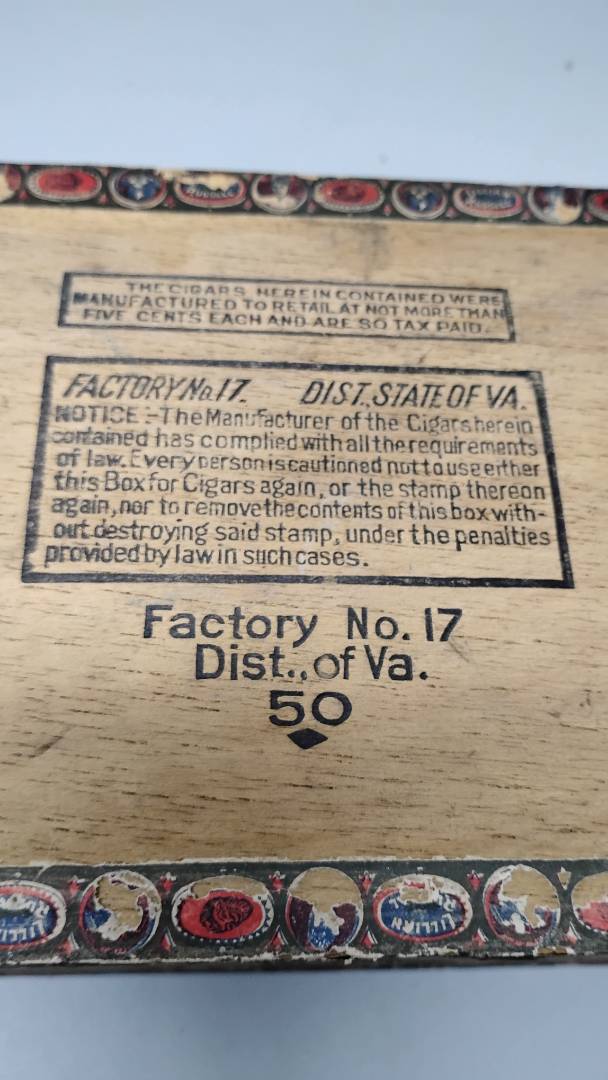 THE CIGARS HEREIN CONTAINED WERE
MANUFACTURED TO RETAIL AT NOT MORE THAN
FIVE CENTS EACH AND ARE SO TAX PAID.
FACTORY No. 17. DIST. STATE OF VA.
NOTICE :- The Manufacturer of the Cigars herein
contained has complied with all the requirements
of law. Every person is cautioned not to use either
this Box for Cigars again, or the stamp thereon
again, nor to remove the contents of this box with-
out destroying said stamp, under the penalties
provided by law in such cases.
Factory No. 17
Dist., of Va.
50